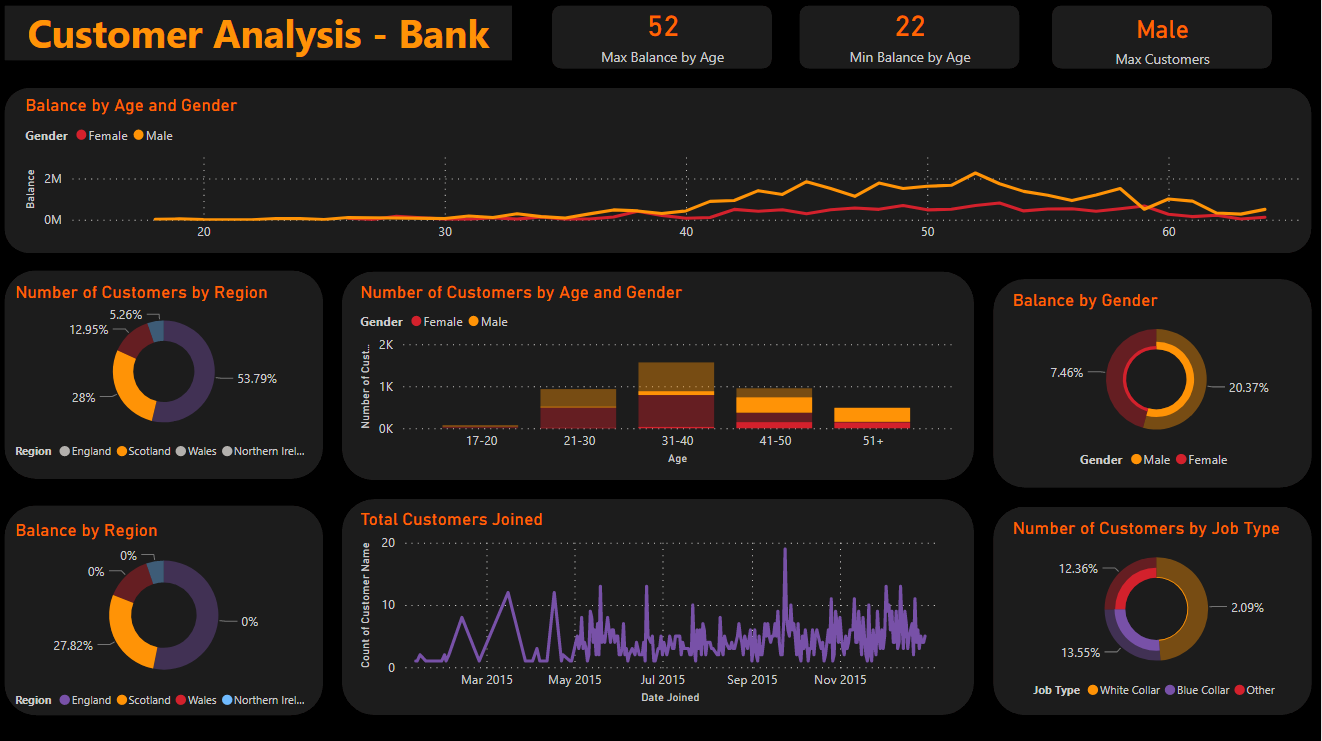 Customer Analysis - Bank
52
Max Balance by Age
22
Min Balance by Age
Male
Max Customers
Balance by Age and Gender
Gender Female Male
Balance
2M
0M
20 30 40 50 60
Number of Customers by Region
5.26%
12.95%
53.79%
28%
Region England Scotland Wales Northern Irel...
Number of Customers by Age and Gender
Gender Female Male
Number of Cust...
2K
1K
0K
17-20 21-30 31-40 41-50 51+
Age
Balance by Gender
7.46%
20.37%
Gender Male Female
Balance by Region
0%
0%
0%
27.82%
Region England Scotland Wales Northern Irel...
Total Customers Joined
Count of Customer Name
20
10
0
Mar 2015 May 2015 Jul 2015 Sep 2015 Nov 2015
Date Joined
Number of Customers by Job Type
12.36%
2.09%
13.55%
Job Type White Collar Blue Collar Other